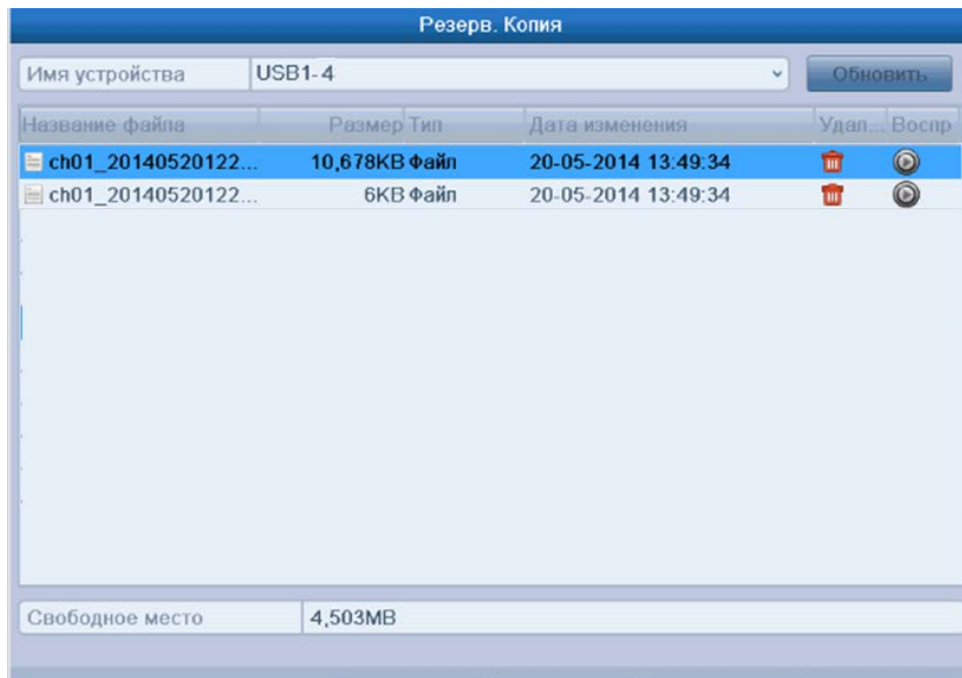 Резерв. Копия
Имя устройства USB1-4 Обновить
Название файла Размер Тип Дата изменения Удал... Воспр
ch01_20140520122... 10,678KB Файл 20-05-2014 13:49:34
ch01_20140520122... 6KB Файл 20-05-2014 13:49:34
Свободное место 4,503MB